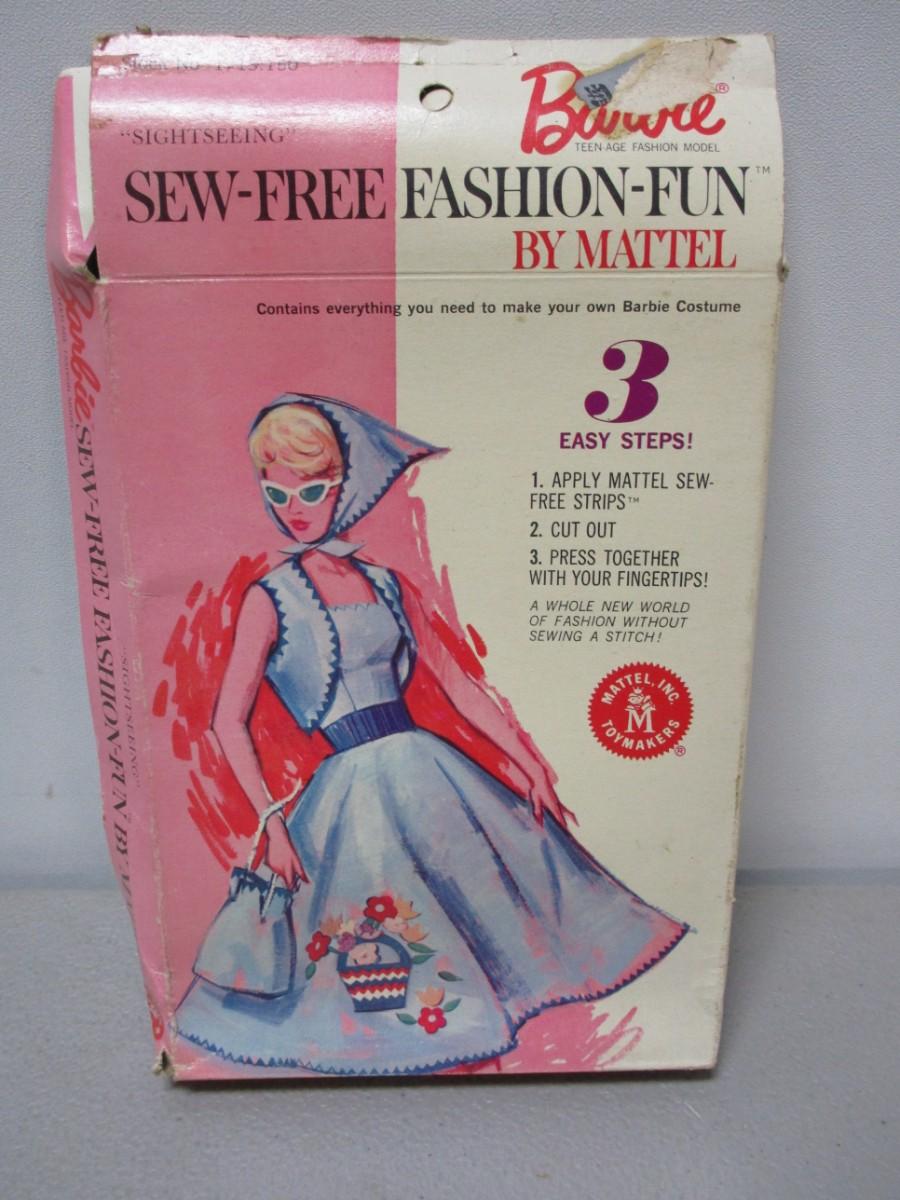 "SIGHTSEEING"
Barbie®
TEEN-AGE FASHION MODEL
SEW-FREE FASHION-FUN™
BY MATTEL
Contains everything you need to make your own Barbie Costume
3
EASY STEPS!
1. APPLY MATTEL SEW-
FREE STRIPS™
2. CUT OUT
3. PRESS TOGETHER
WITH YOUR FINGERTIPS!
A WHOLE NEW WORLD
OF FASHION WITHOUT
SEWING A STITCH!
MATTEL, INC.
M
TOYMAKERS
®
Barbie
SEW-FREE FASHION-FUN BY
"SIGHTSEEING"